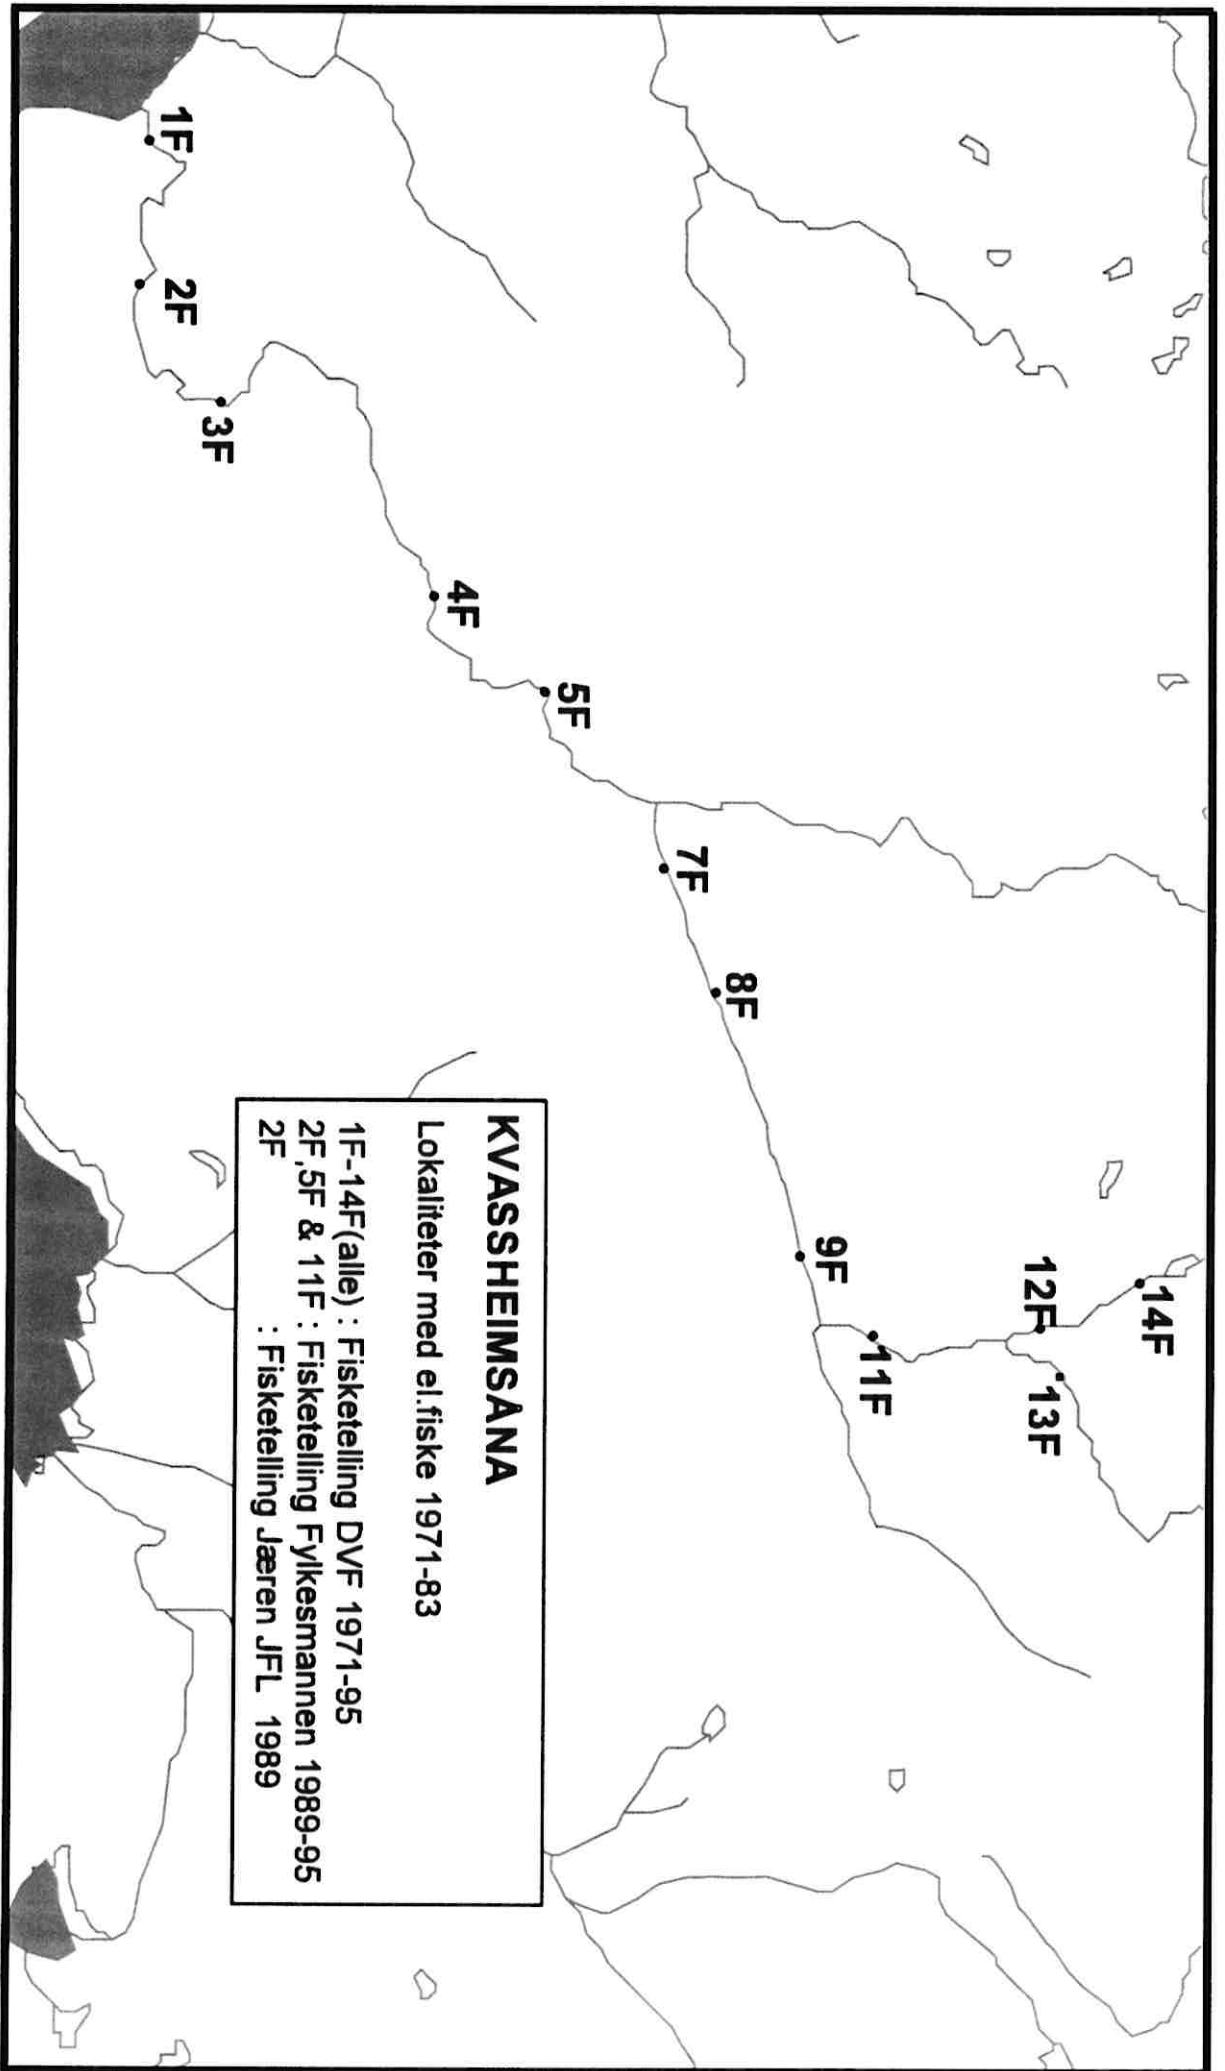 1F
2F
3F
4F
5F
7F
8F
9F
11F
12F
13F
14F
KVASSHEIMSÅNA
Lokaliteter med el.fiske 1971-83
1F-14F(alle) : Fisketelling DVF 1971-95
2F,5F & 11F : Fisketelling Fylkesmannen 1989-95
2F : Fisketelling Jæren JFL 1989